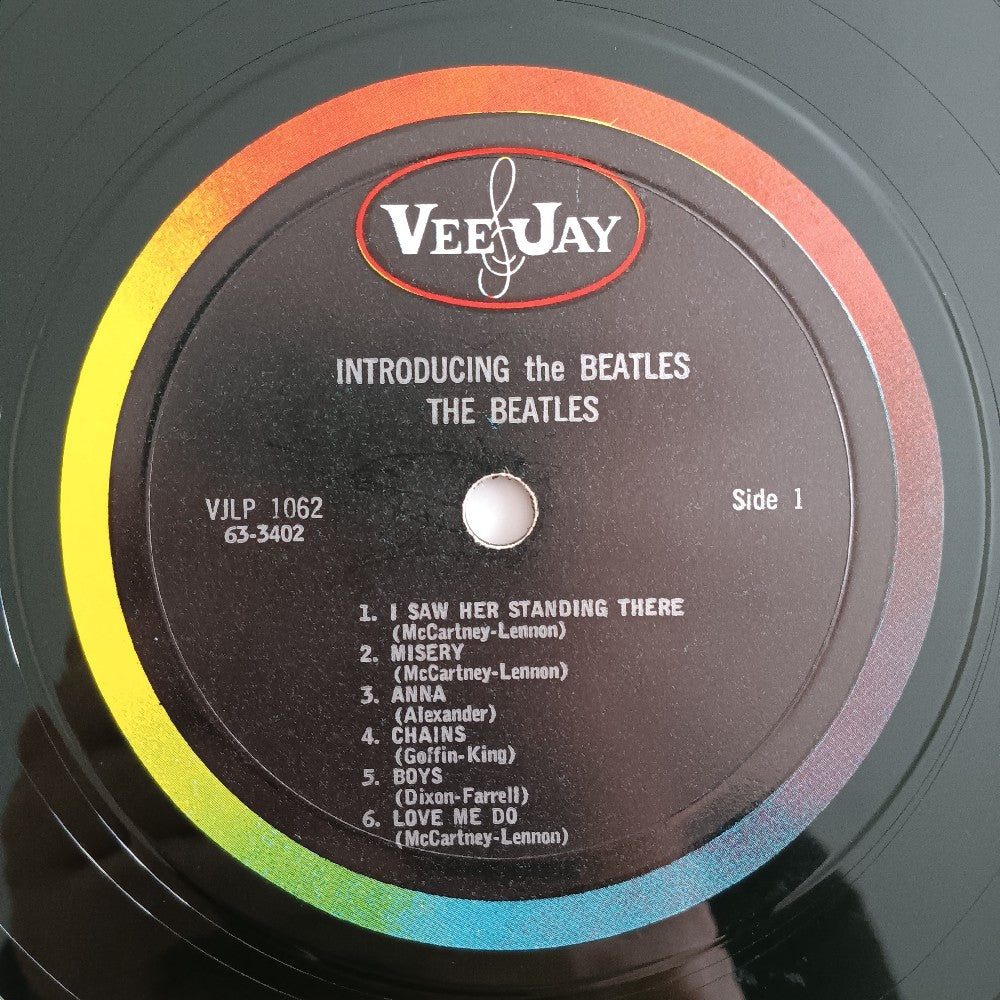 VEE JAY
INTRODUCING the BEATLES
THE BEATLES
VJLP 1062
63-3402
Side 1
1. I SAW HER STANDING THERE
(McCartney-Lennon)
2. MISERY
(McCartney-Lennon)
3. ANNA
(Alexander)
4. CHAINS
(Goffin-King)
5. BOYS
(Dixon-Farrell)
6. LOVE ME DO
(McCartney-Lennon)